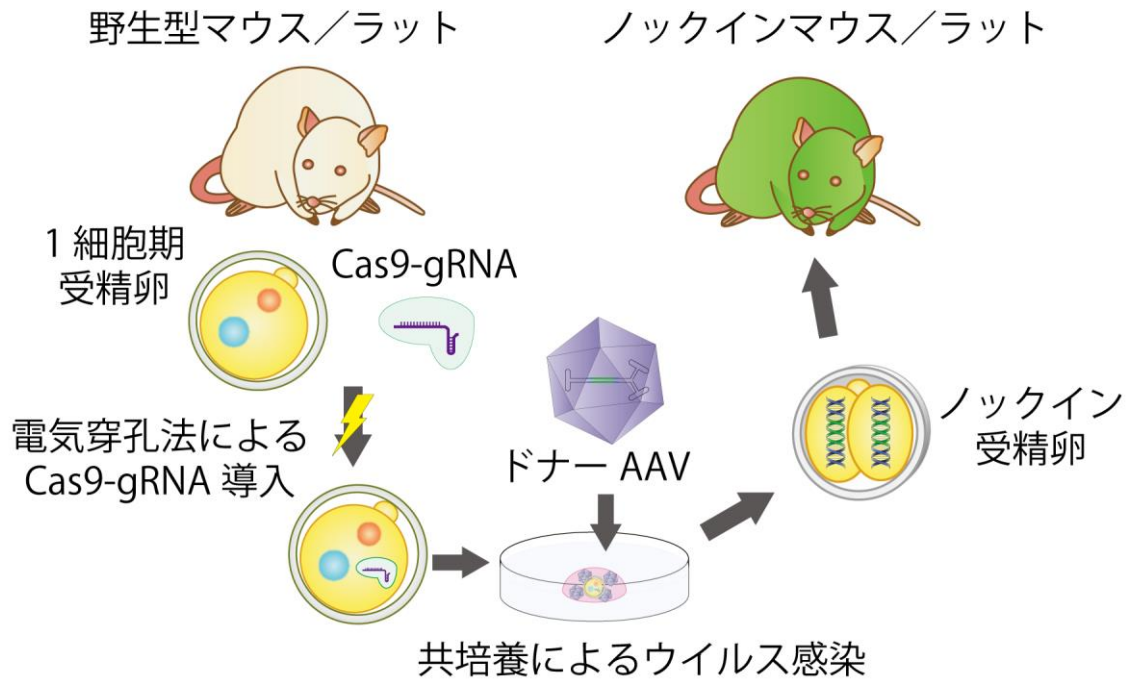 野生型マウス／ラット
ノックインマウス／ラット
1 細胞期
受精卵
Cas9-gRNA
電気穿孔法による
Cas9-gRNA 導入
ドナー AAV
ノックイン
受精卵
共培養によるウイルス感染